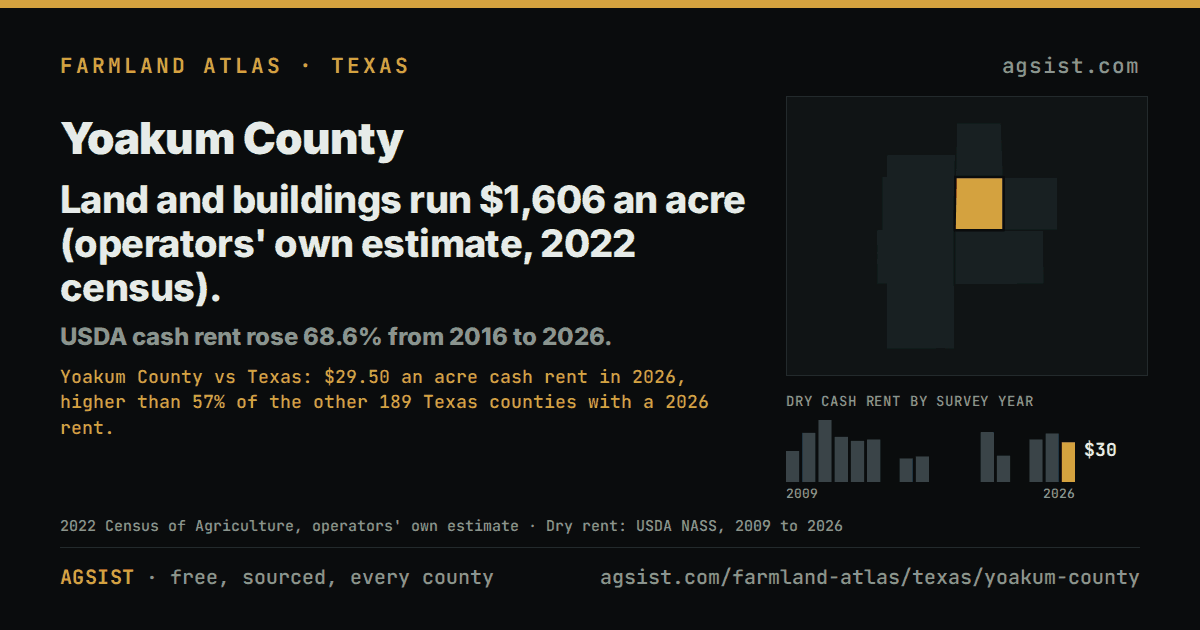 FARMLAND ATLAS · TEXAS
agsist.com
Yoakum County
Land and buildings run $1,606 an acre
(operators' own estimate, 2022
census).
USDA cash rent rose 68.6% from 2016 to 2026.
Yoakum County vs Texas: $29.50 an acre cash rent in 2026,
higher than 57% of the other 189 Texas counties with a 2026
rent.
DRY CASH RENT BY SURVEY YEAR
$30
2009
2026
2022 Census of Agriculture, operators' own estimate · Dry rent: USDA NASS, 2009 to 2026
AGSIST · free, sourced, every county
agsist.com/farmland-atlas/texas/yoakum-county